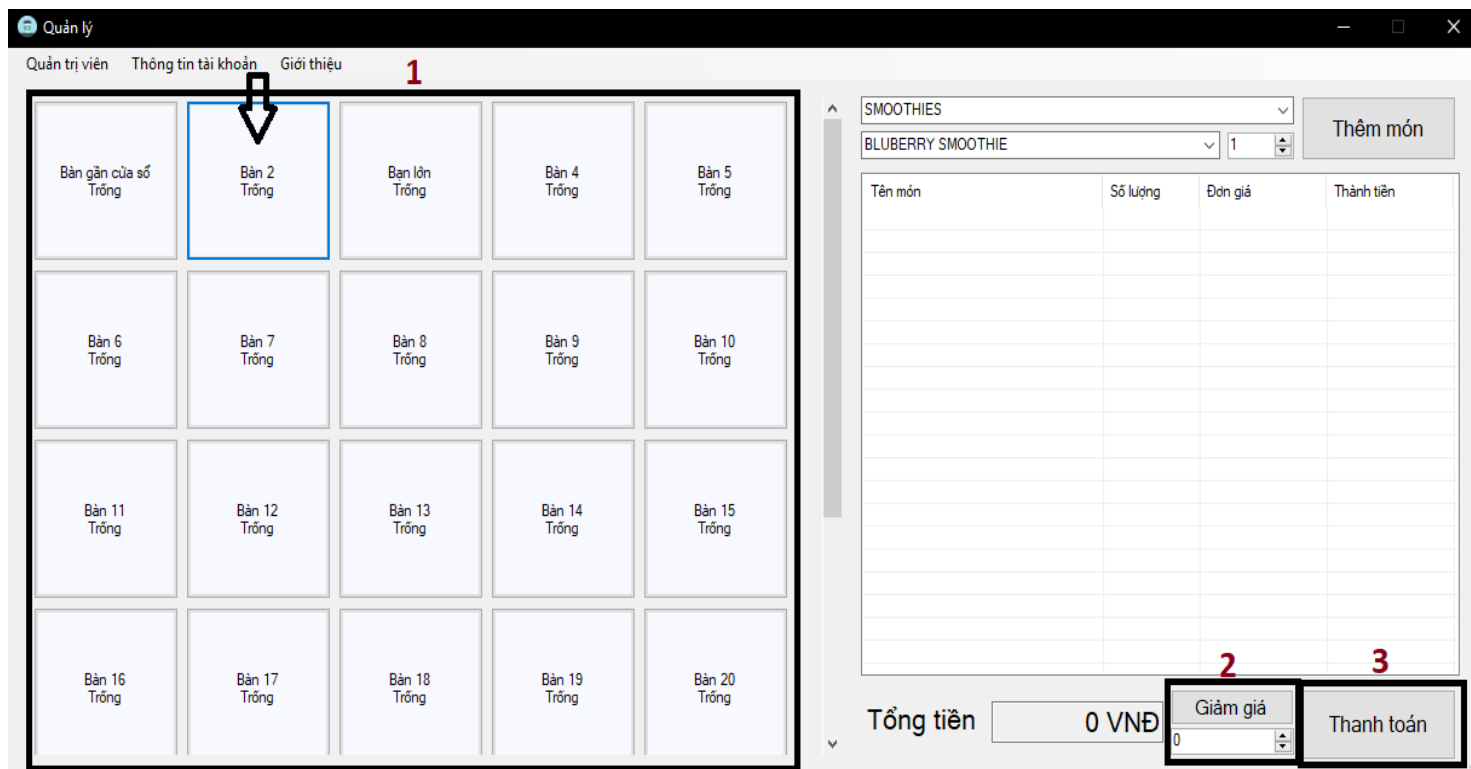 Quản lý
Quản trị viên Thông tin tài khoản Giới thiệu
1
Bàn gần cửa sổ
Trống
Bàn 2
Trống
Bạn lớn
Trống
Bàn 4
Trống
Bàn 5
Trống
Bàn 6
Trống
Bàn 7
Trống
Bàn 8
Trống
Bàn 9
Trống
Bàn 10
Trống
Bàn 11
Trống
Bàn 12
Trống
Bàn 13
Trống
Bàn 14
Trống
Bàn 15
Trống
Bàn 16
Trống
Bàn 17
Trống
Bàn 18
Trống
Bàn 19
Trống
Bàn 20
Trống
SMOOTHIES
BLUBERRY SMOOTHIE 1
Thêm món
Tên món Số lượng Đơn giá Thành tiền
Tổng tiền 0 VNĐ
2
Giảm giá
0
3
Thanh toán